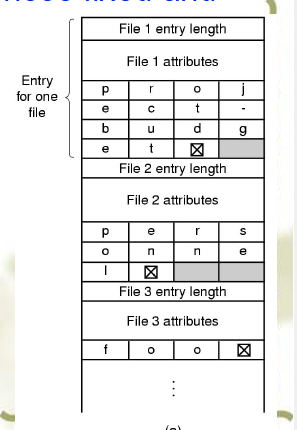 File 1 entry length
File 1 attributes
Entry
for one
file
p r o j
e c t -
b u d g
e t ☒
File 2 entry length
File 2 attributes
p e r s
o n n e
l ☒
File 3 entry length
File 3 attributes
f o o ☒
⋮